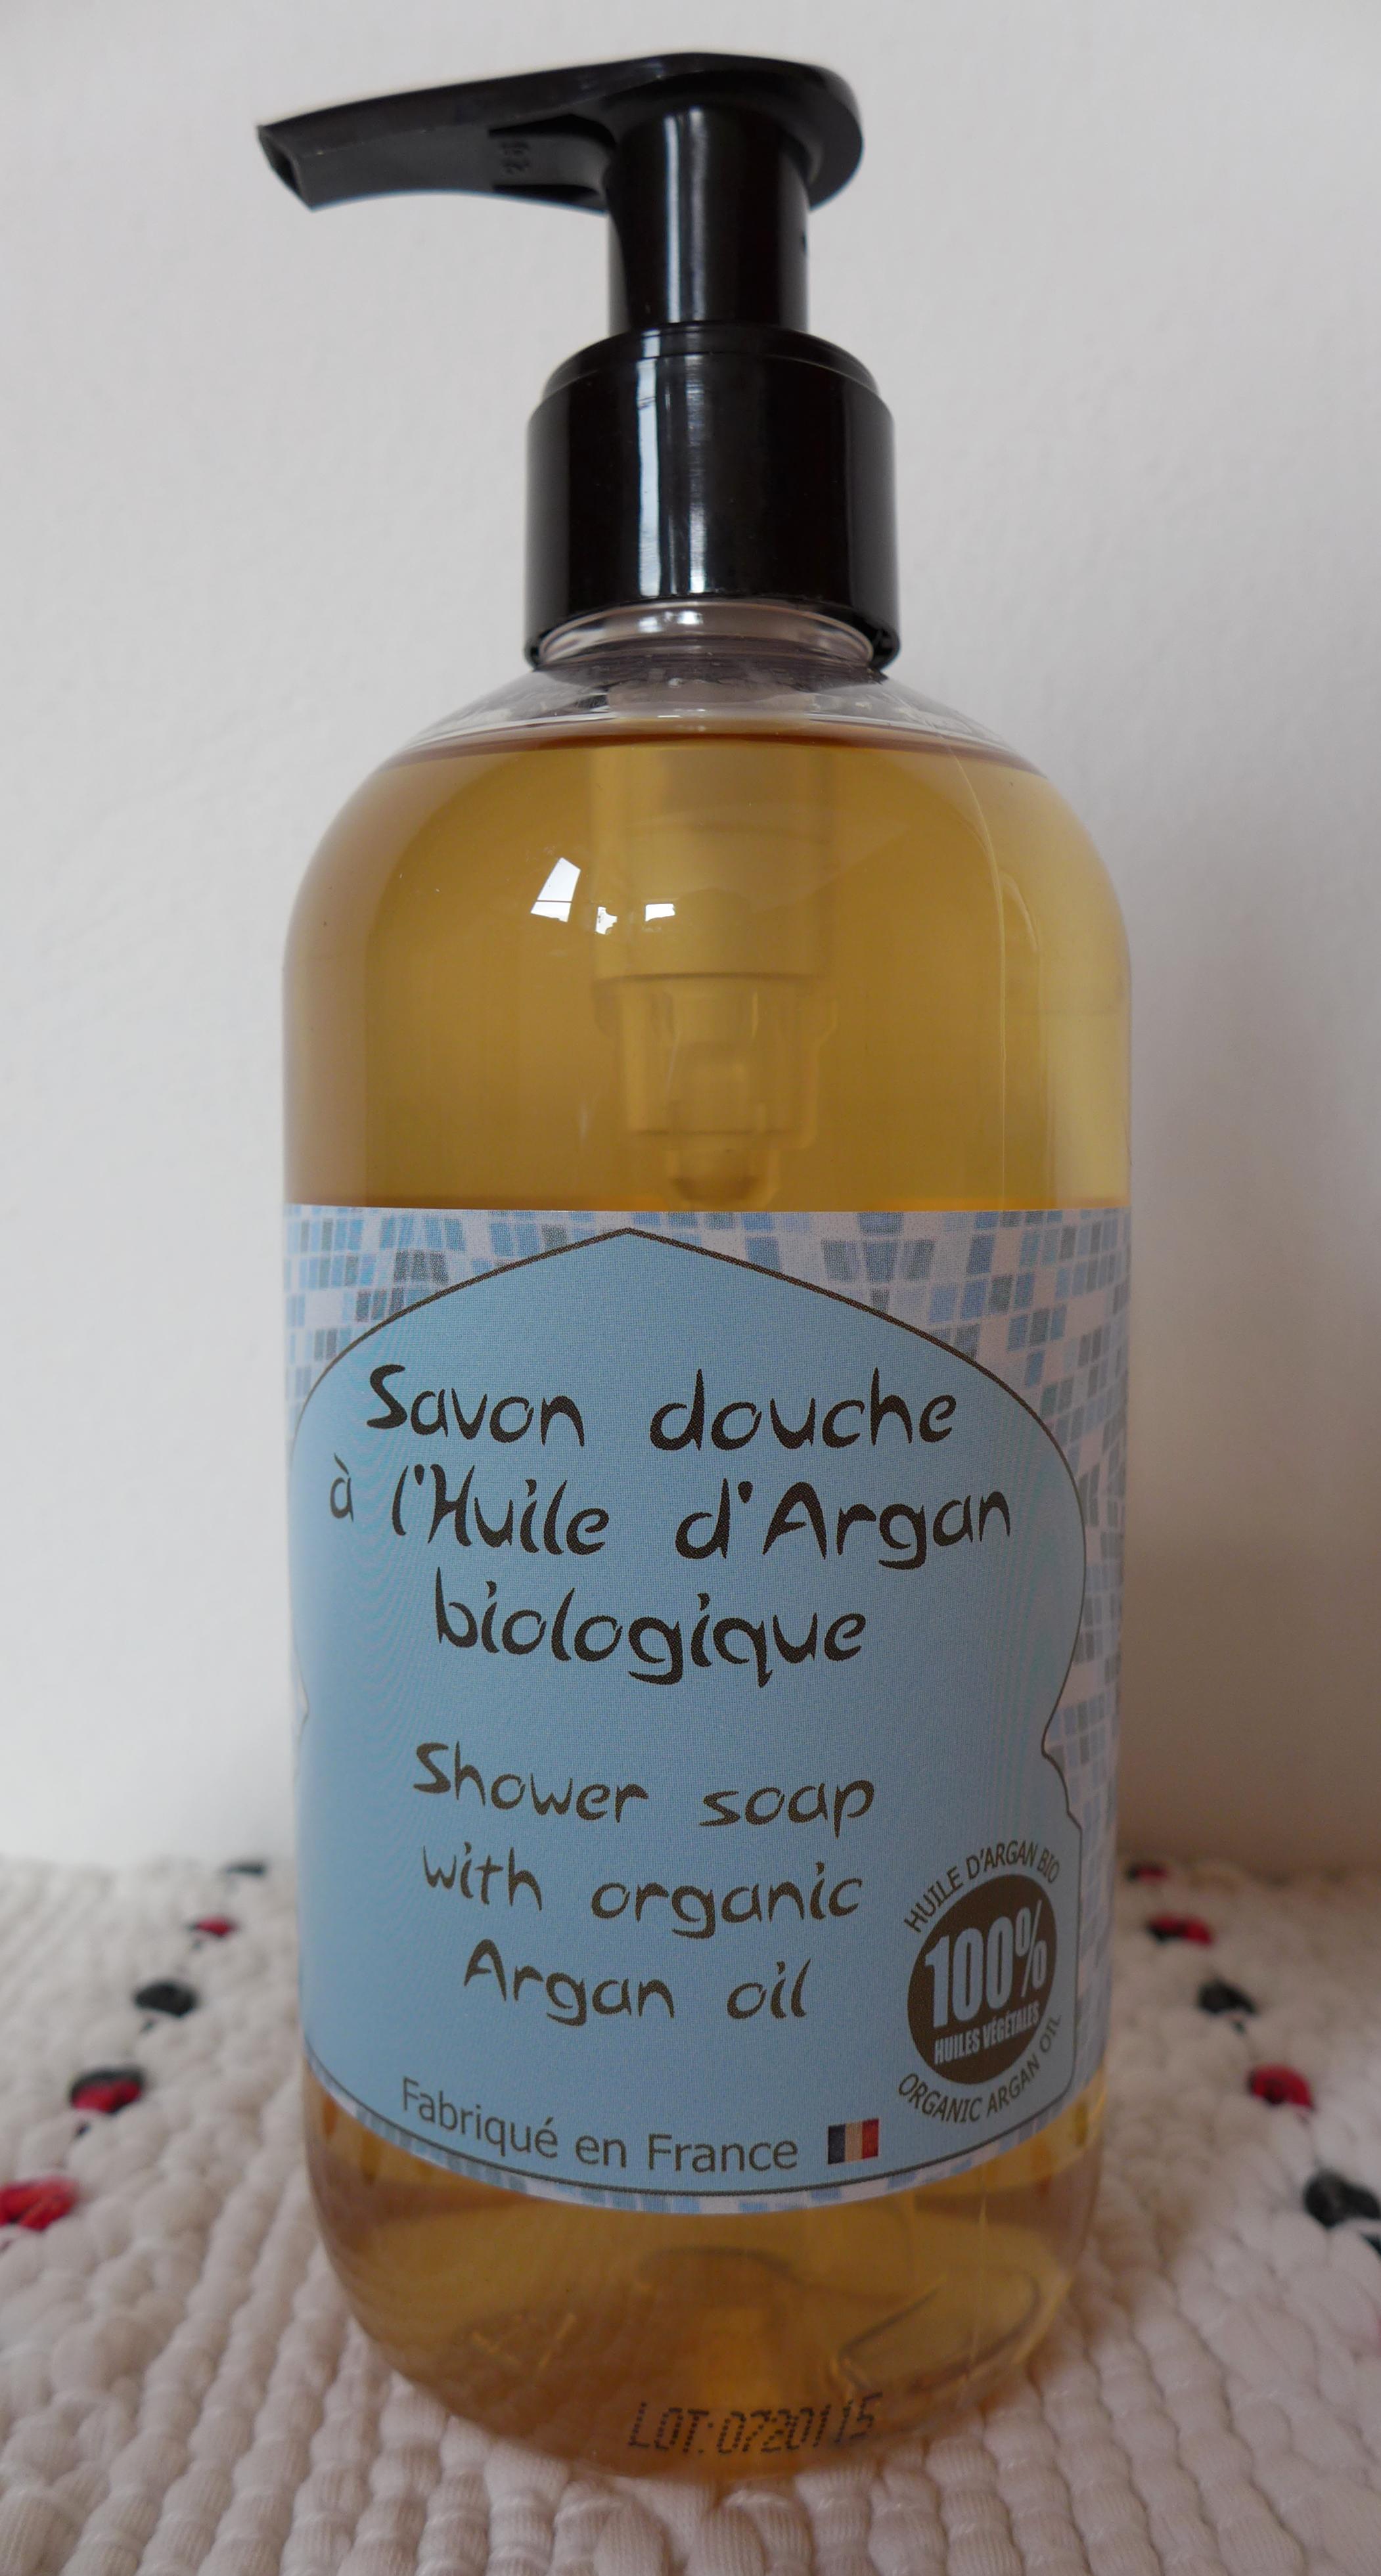 Savon douche
à l'Huile d'Argan
biologique
Shower soap
with organic
Argan oil
HUILE D'ARGAN BIO
100%
HUILES VÉGÉTALES
ORGANIC ARGAN OIL
Fabriqué en France
LOT:0720115